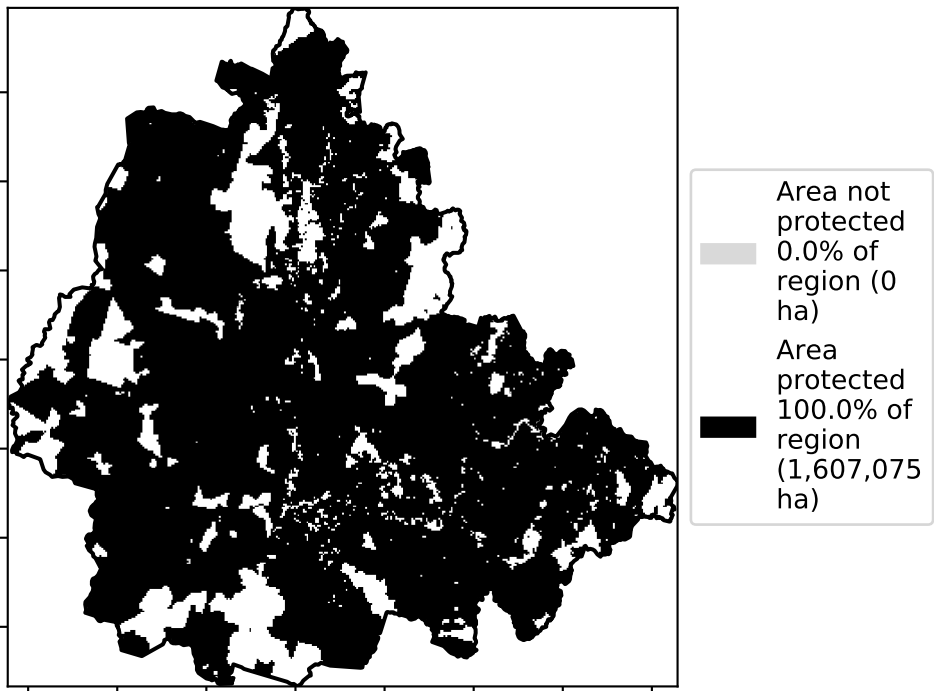 Area not
protected
0.0% of
region (0
ha)
Area
protected
100.0% of
region
(1,607,075
ha)